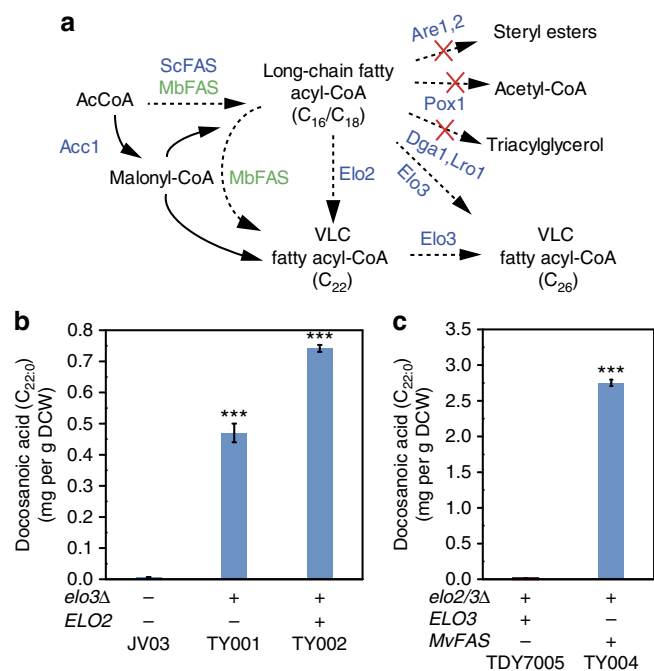 a
Are1,2
Steryl esters
ScFAS
MbFAS
Long-chain fatty
acyl-CoA
(C16/C18)
AcCoA
Acetyl-CoA
Pox1
Acc1
Triacylglycerol
Dga1,Lro1
Malonyl-CoA
MbFAS
Elo2
Elo3
VLC
fatty acyl-CoA
(C22)
Elo3
VLC
fatty acyl-CoA
(C26)
b
Docosanoic acid (C22:0)
(mg per g DCW)
0.8
0.7
0.6
0.5
0.4
0.3
0.2
0.1
0.0
***
***
elo3Δ – + +
ELO2 – – +
JV03 TY001 TY002
c
Docosanoic acid (C22:0)
(mg per g DCW)
3.5
3.0
2.5
2.0
1.5
1.0
0.5
0.0
***
elo2/3Δ + +
ELO3 + –
MvFAS – +
TDY7005 TY004